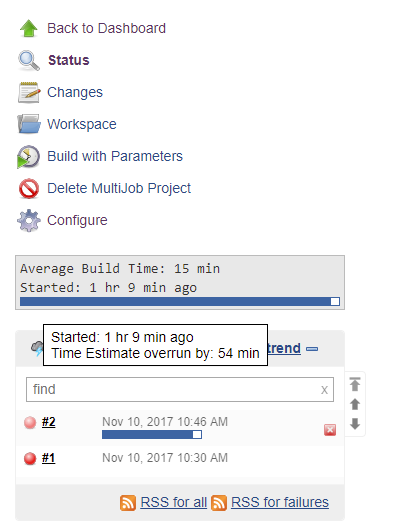 Back to Dashboard
Status
Changes
Workspace
Build with Parameters
Delete MultiJob Project
Configure
Average Build Time: 15 min
Started: 1 hr 9 min ago
Started: 1 hr 9 min ago
Time Estimate overrun by: 54 min
trend
find x
#2 Nov 10, 2017 10:46 AM
#1 Nov 10, 2017 10:30 AM
RSS for all RSS for failures